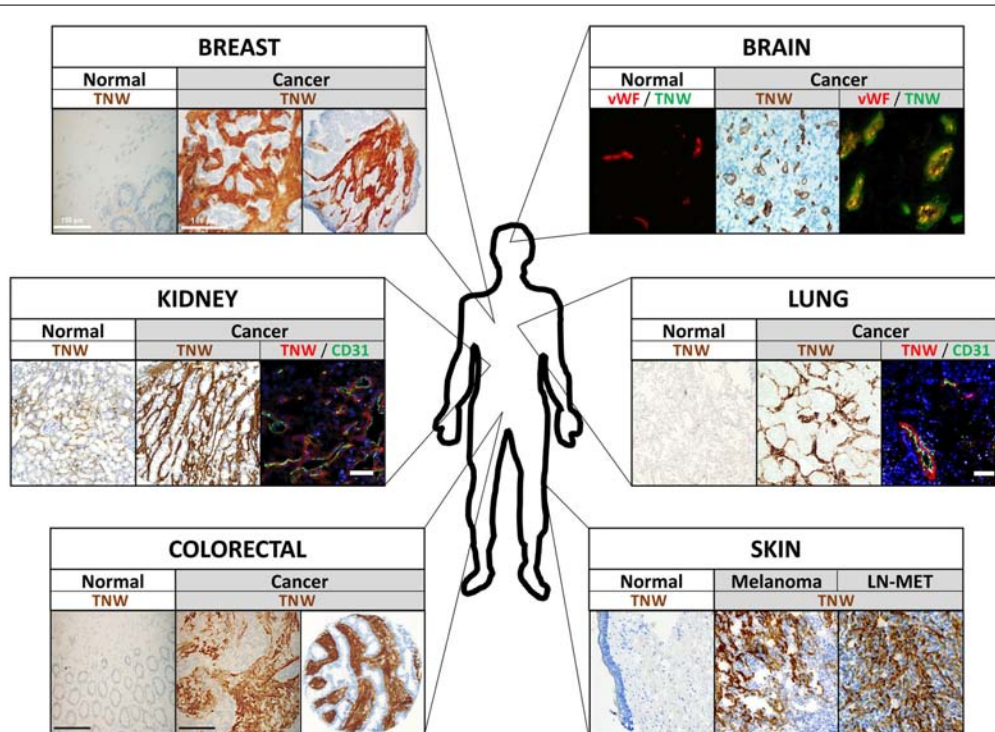 BREAST
Normal
Cancer
TNW
TNW
100 µm
BRAIN
Normal
Cancer
vWF / TNW
TNW
vWF / TNW
KIDNEY
Normal
Cancer
TNW
TNW
TNW / CD31
LUNG
Normal
Cancer
TNW
TNW
TNW / CD31
COLORECTAL
Normal
Cancer
TNW
TNW
SKIN
Normal
Melanoma
LN-MET
TNW
TNW